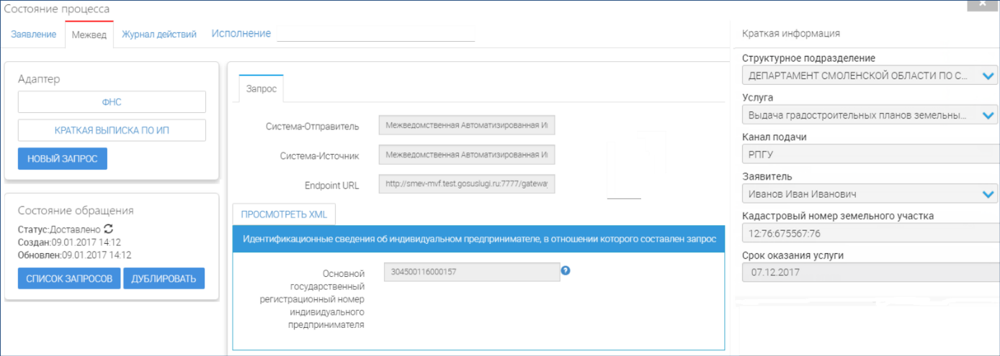 Состояние процесса
Заявление
Межвед
Журнал действий
Исполнение
Адаптер
ФНС
КРАТКАЯ ВЫПИСКА ПО ИП
НОВЫЙ ЗАПРОС
Состояние обращения
Статус:Доставлено
Создан:09.01.2017 14:12
Обновлен:09.01.2017 14:12
СПИСОК ЗАПРОСОВ
ДУБЛИРОВАТЬ
Запрос
Система-Отправитель
Межведомственная Автоматизированная И
Система-Источник
Межведомственная Автоматизированная И
Endpoint URL
http://smev-mvf.test.gosuslugi.ru:7777/gateway
ПРОСМОТРЕТЬ XML
Идентификационные сведения об индивидуальном предпринимателе, в отношении которого составлен запрос
Основной
государственный
регистрационный номер
индивидуального
предпринимателя
304500116000157
?
Краткая информация
Структурное подразделение
ДЕПАРТАМЕНТ СМОЛЕНСКОЙ ОБЛАСТИ ПО С...
Услуга
Выдача градостроительных планов земельны...
Канал подачи
РПГУ
Заявитель
Иванов Иван Иванович
Кадастровый номер земельного участка
12:76:675567:76
Срок оказания услуги
07.12.2017